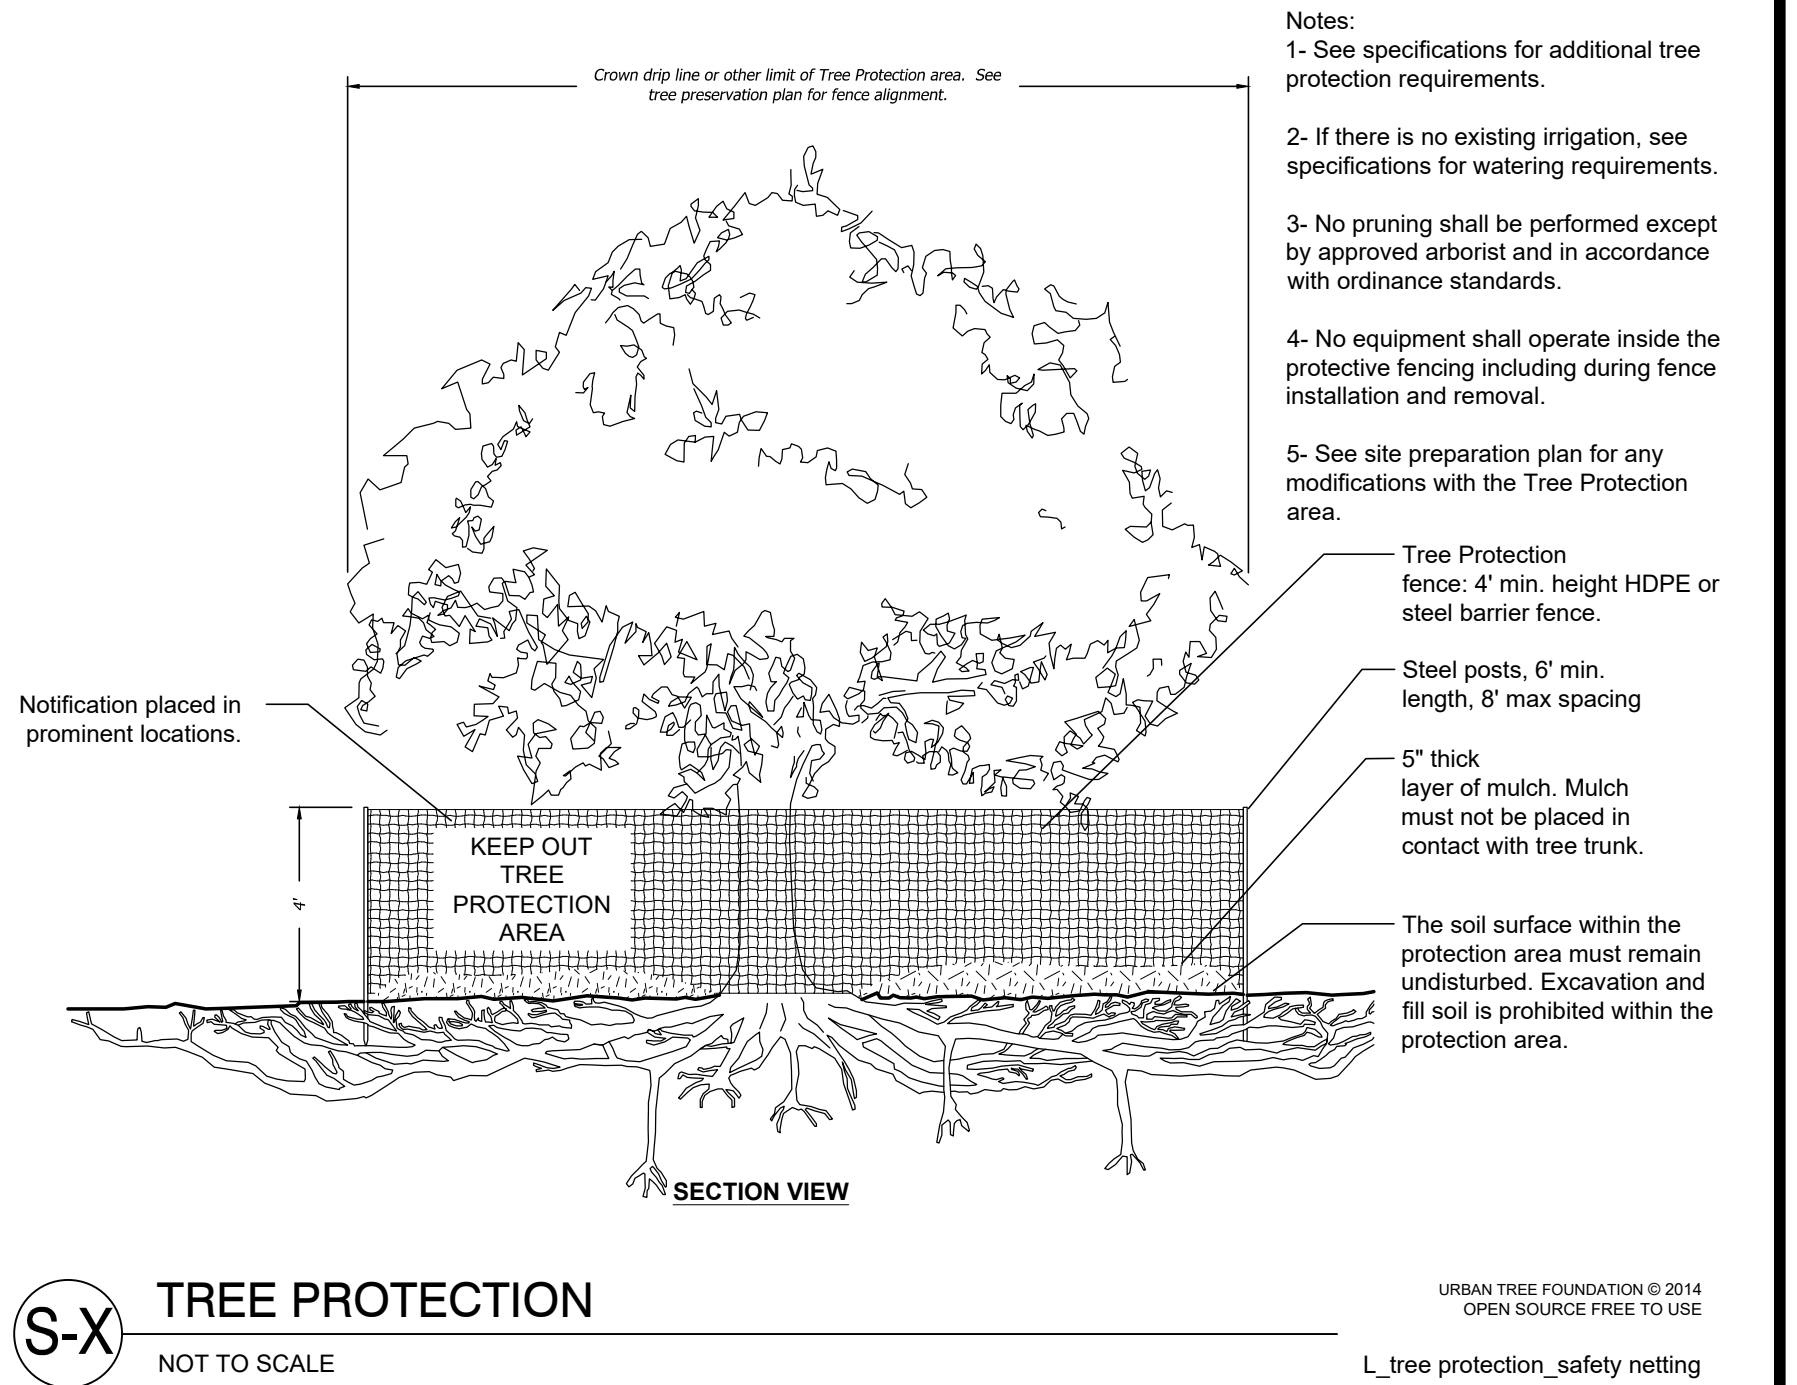 Notes:
1- See specifications for additional tree
protection requirements.
2- If there is no existing irrigation, see
specifications for watering requirements.
3- No pruning shall be performed except
by approved arborist and in accordance
with ordinance standards.
4- No equipment shall operate inside the
protective fencing including during fence
installation and removal.
5- See site preparation plan for any
modifications with the Tree Protection
area.
Crown drip line or other limit of Tree Protection area. See
tree preservation plan for fence alignment.
Tree Protection
fence: 4' min. height HDPE or
steel barrier fence.
Steel posts, 6' min.
length, 8' max spacing
5" thick
layer of mulch. Mulch
must not be placed in
contact with tree trunk.
The soil surface within the
protection area must remain
undisturbed. Excavation and
fill soil is prohibited within the
protection area.
Notification placed in
prominent locations.
4'
KEEP OUT
TREE
PROTECTION
AREA
SECTION VIEW
S-X
TREE PROTECTION
NOT TO SCALE
URBAN TREE FOUNDATION © 2014
OPEN SOURCE FREE TO USE
L_tree protection_safety netting